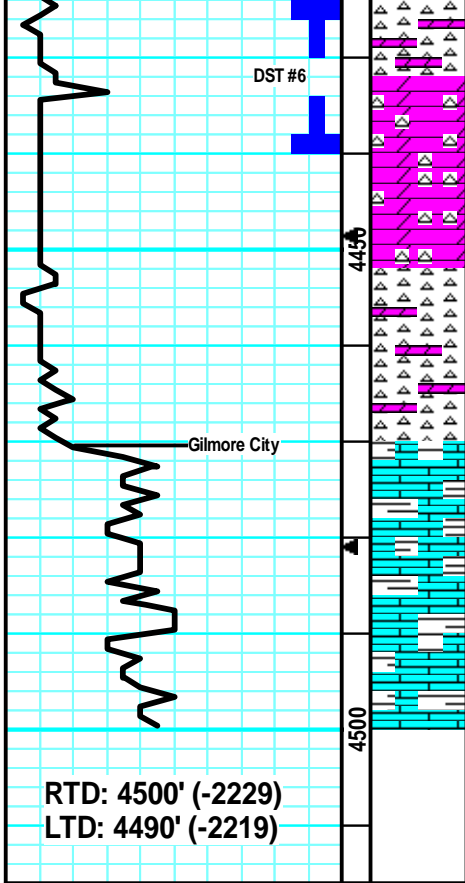 DST #6
4450
Gilmore City
4500
RTD: 4500' (-2229)
LTD: 4490' (-2219)